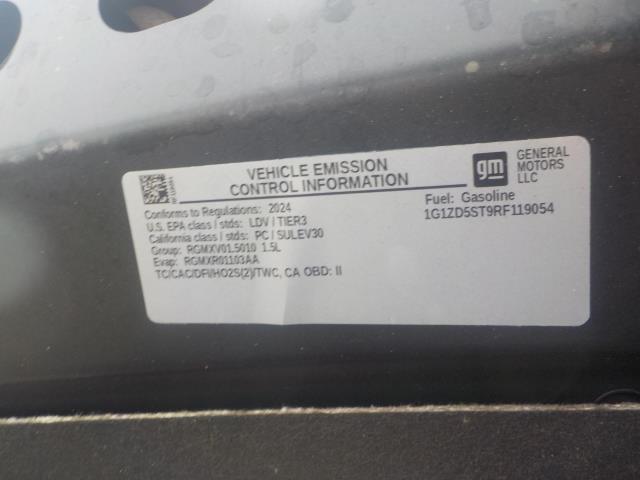 VEHICLE EMISSION
CONTROL INFORMATION
gm
GENERAL
MOTORS
LLC
Conforms to Regulations: 2024
U.S. EPA class / stds: LDV / TIER3
California class / stds: PC / SULEV30
Group: RGMXV01.5010 1.5L
Evap: RGMXR01103AA
TC/CAC/DFI/HO2S(2)/TWC, CA OBD: II
Fuel: Gasoline
1G1ZD5ST9RF119054